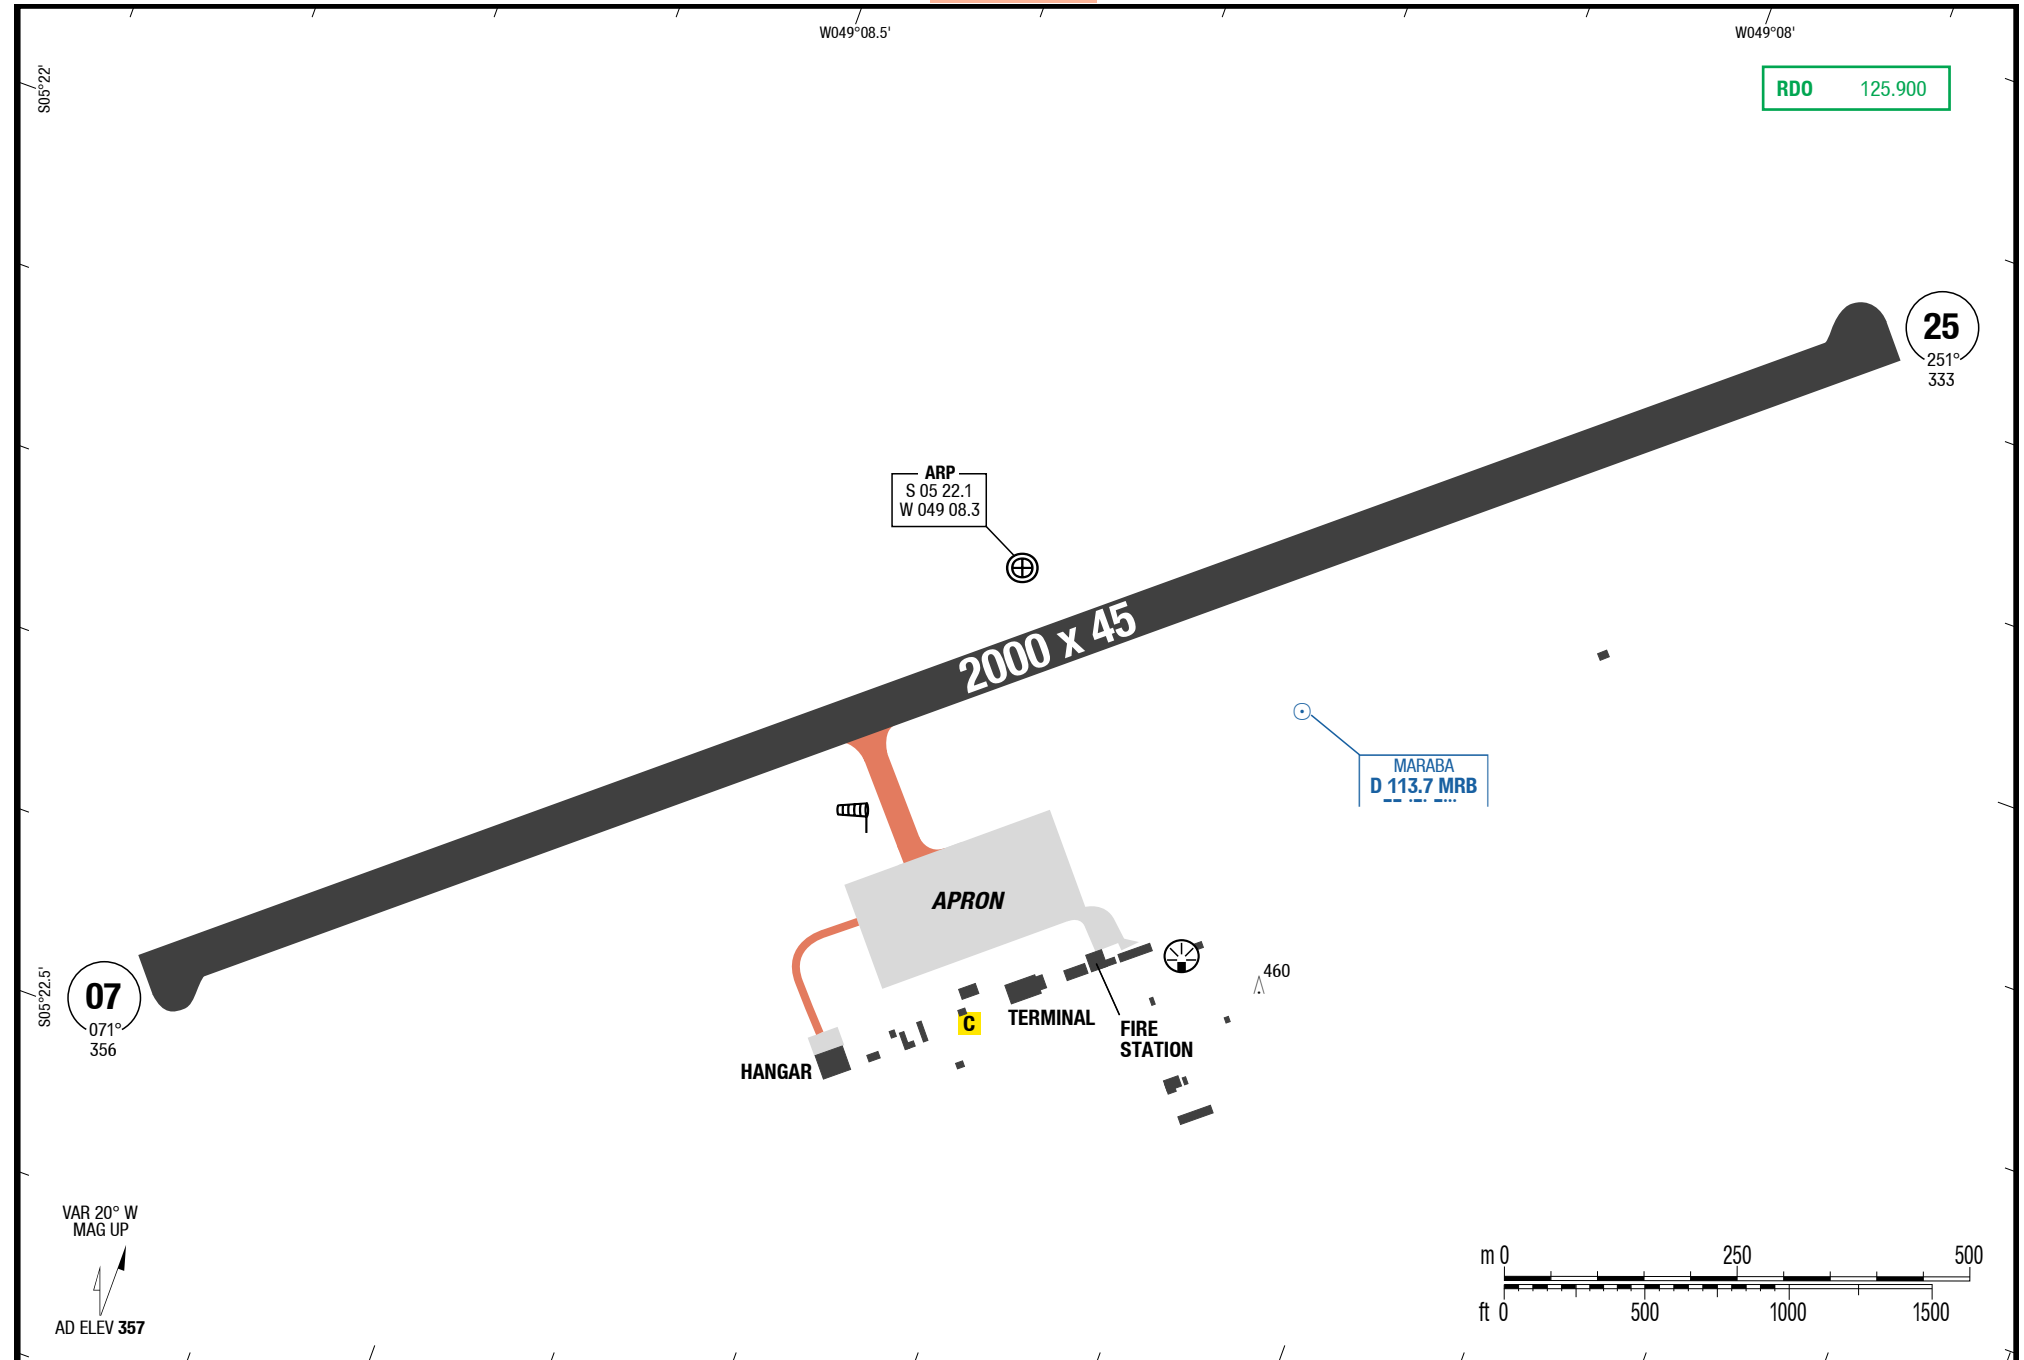 W049°08.5'
W049°08'
S05°22'
RDO 125.900
25
251°
333
ARP
S 05 22.1
W 049 08.3
2000 x 45
MARABA
D 113.7 MRB
APRON
460
S05°22.5'
07
071°
356
C
TERMINAL
FIRE
STATION
HANGAR
VAR 20° W
MAG UP
AD ELEV 357
m 0 250 500
ft 0 500 1000 1500